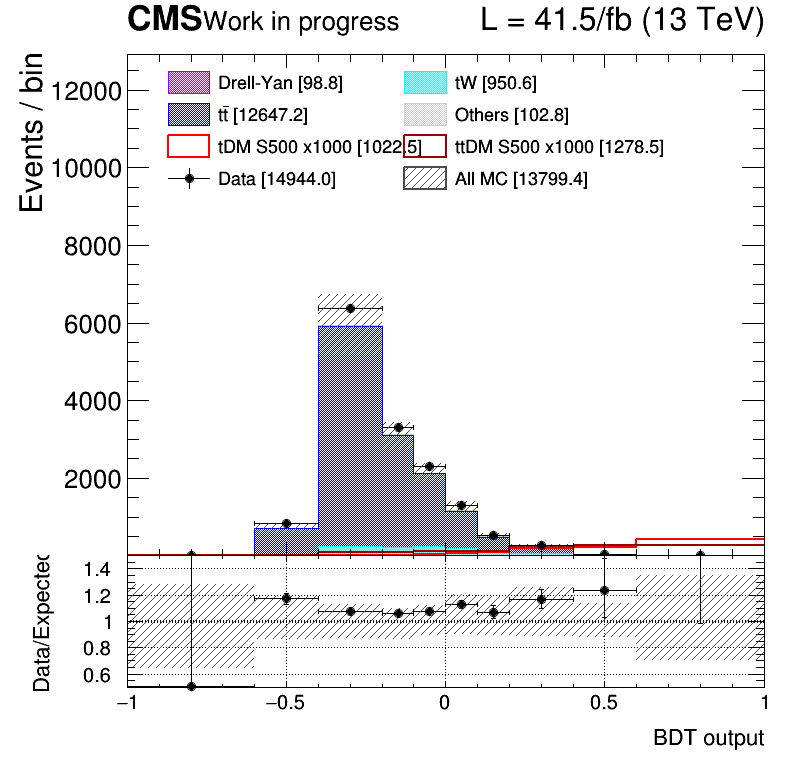 CMS Work in progress L = 41.5/fb (13 TeV)
Events / bin
12000
10000
8000
6000
4000
2000
Drell-Yan [98.8] tW [950.6]
tt̄ [12647.2] Others [102.8]
tDM S500 x1000 [1022.5] ttDM S500 x1000 [1278.5]
Data [14944.0] All MC [13799.4]
Data/Expected
1.4
1.2
1
0.8
0.6
−1 −0.5 0 0.5 1
BDT output